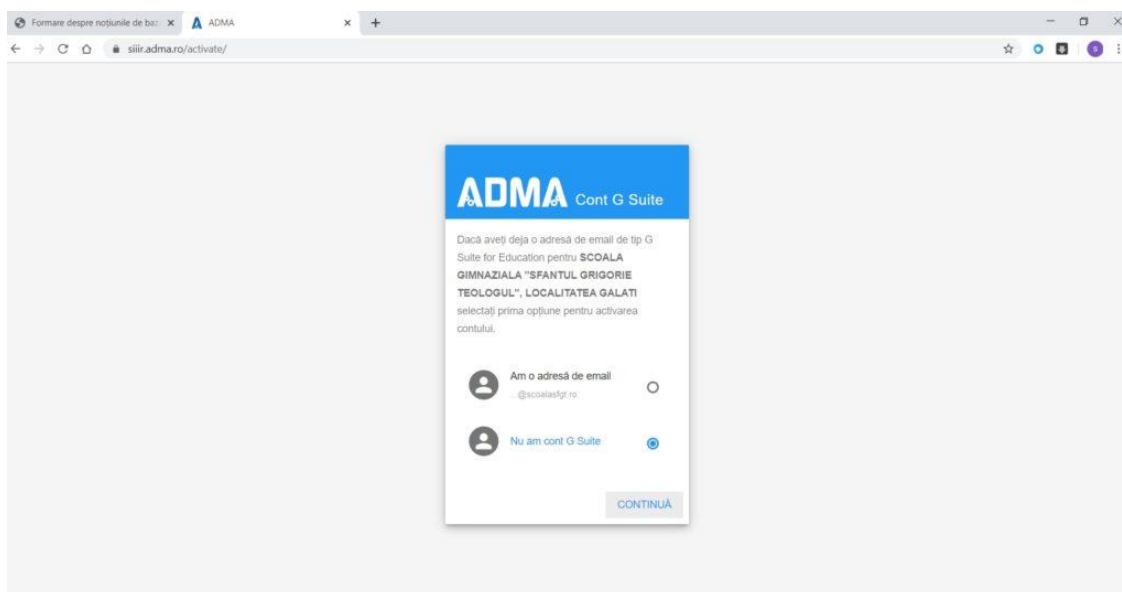 Formare despre noțiunile de baz
ADMA
siiir.adma.ro/activate/
S
ADMA Cont G Suite
Dacă aveți deja o adresă de email de tip G
Suite for Education pentru SCOALA
GIMNAZIALA "SFANTUL GRIGORIE
TEOLOGUL", LOCALITATEA GALATI
selectați prima opțiune pentru activarea
contului.
Am o adresă de email
...@scoalasfgt.ro
Nu am cont G Suite
CONTINUĂ